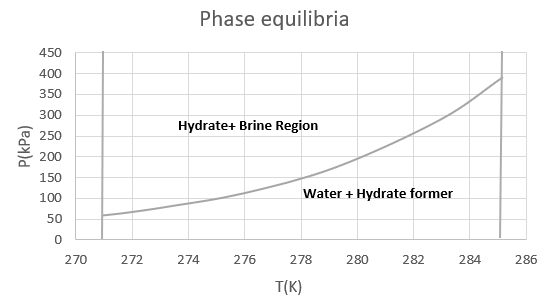 Phase equilibria
450
400
350
300
250
200
150
100
50
0
P(kPa)
Hydrate+ Brine Region
Water + Hydrate former
270 272 274 276 278 280 282 284 286
T(K)